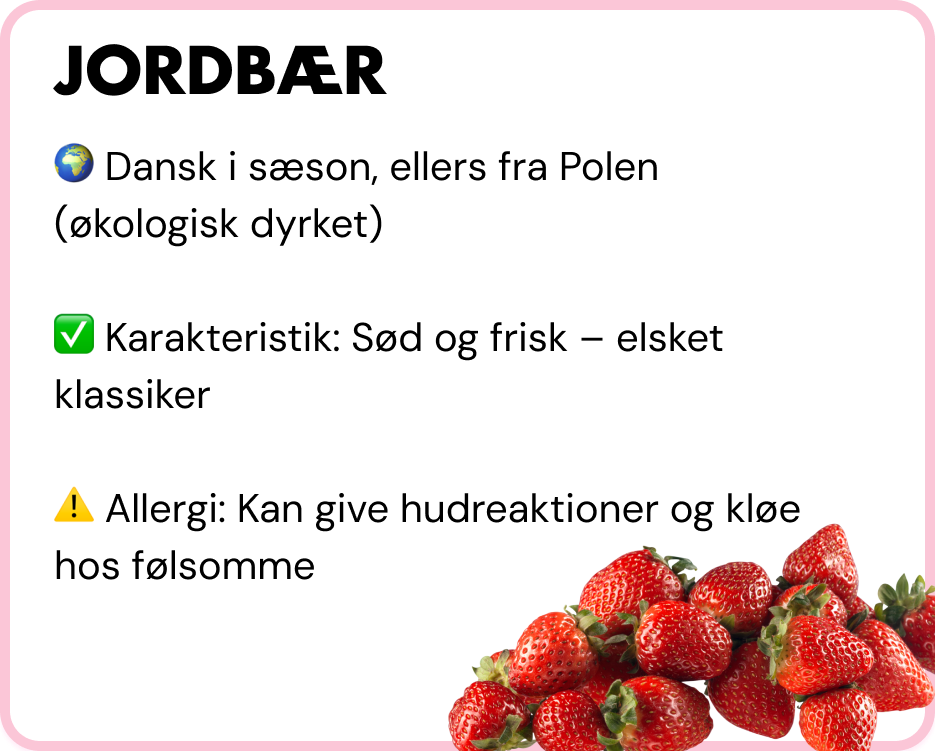 JORDBÆR
🌍 Dansk i sæson, ellers fra Polen
(økologisk dyrket)
✅ Karakteristik: Sød og frisk – elsket
klassiker
⚠️ Allergi: Kan give hudreaktioner og kløe
hos følsomme